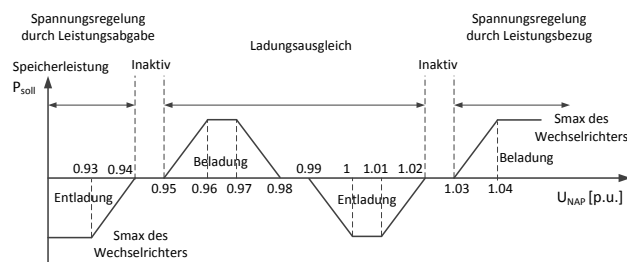 Spannungsregelung
durch Leistungsabgabe
Ladungsausgleich
Spannungsregelung
durch Leistungsbezug
Speicherleistung
P_soll
Inaktiv
Inaktiv
Smax des
Wechselrichters
0.93
0.94
Beladung
0.99
1
1.01
1.02
Beladung
Entladung
0.95
0.96
0.97
0.98
Entladung
1.03
1.04
U_NAP [p.u.]
Smax des
Wechselrichters